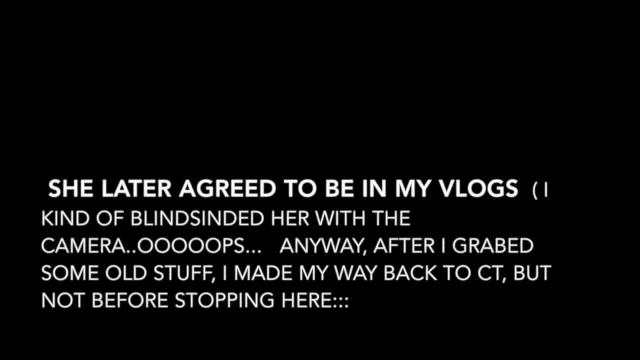 SHE LATER AGREED TO BE IN MY VLOGS ( I
KIND OF BLINDSINDED HER WITH THE
CAMERA..OOOOOPS... ANYWAY, AFTER I GRABED
SOME OLD STUFF, I MADE MY WAY BACK TO CT, BUT
NOT BEFORE STOPPING HERE:::